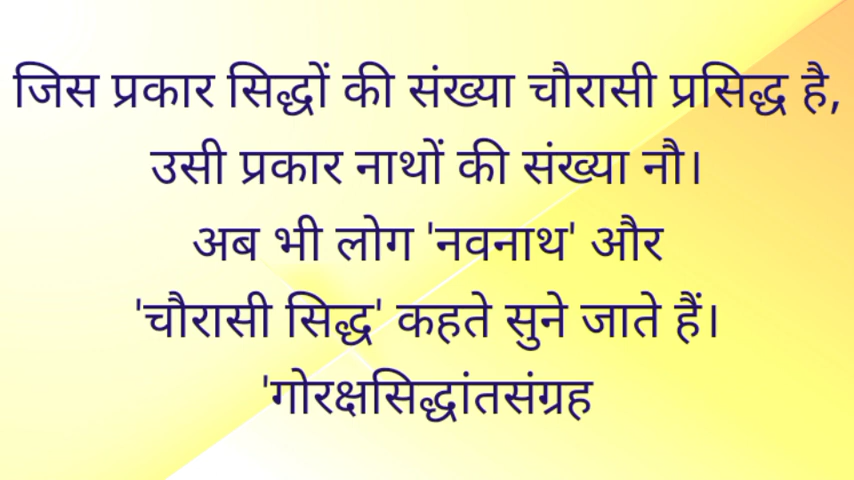 जिस प्रकार सिद्धों की संख्या चौरासी प्रसिद्ध है,
उसी प्रकार नाथों की संख्या नौ।
अब भी लोग 'नवनाथ' और
'चौरासी सिद्ध' कहते सुने जाते हैं।
'गोरक्षसिद्धांतसंग्रह